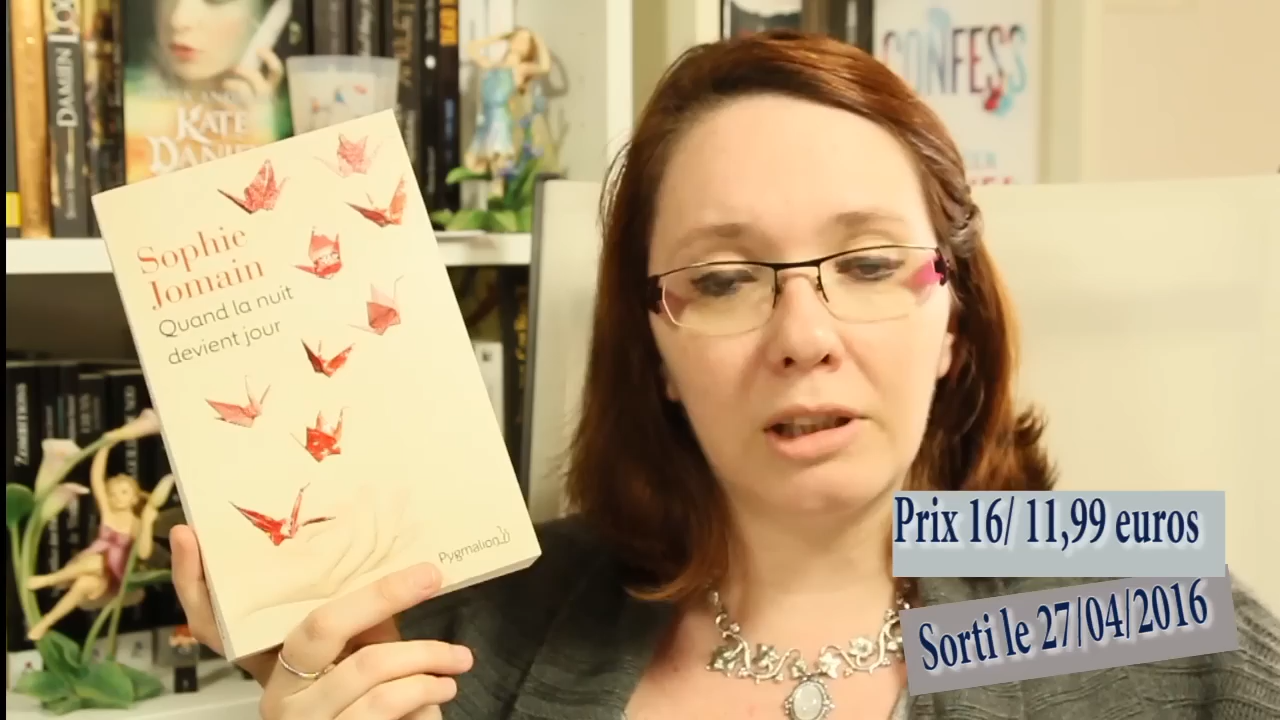 DAMIEN
KATE
CONFESS
Sophie
Jomain
Quand la nuit
devient jour
Pygmalion
Prix 16/ 11,99 euros
Sorti le 27/04/2016